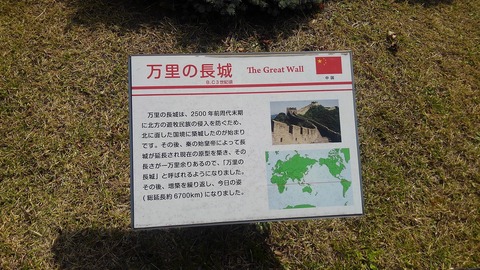 万里の長城 The Great Wall
B.C3世紀頃
中国
万里の長城は、2500年前周代末期
に北方の遊牧民族の侵入を防ぐため、
北に直した国境に築城したのが始まり
です。その後、秦の始皇帝によって長
城が延長され現在の原型を築き、その
長さが一万里余りあるので、「万里の
長城」と呼ばれるようになりました。
その後、増築を繰り返し、今日の姿
(総延長約6700km)になりました。